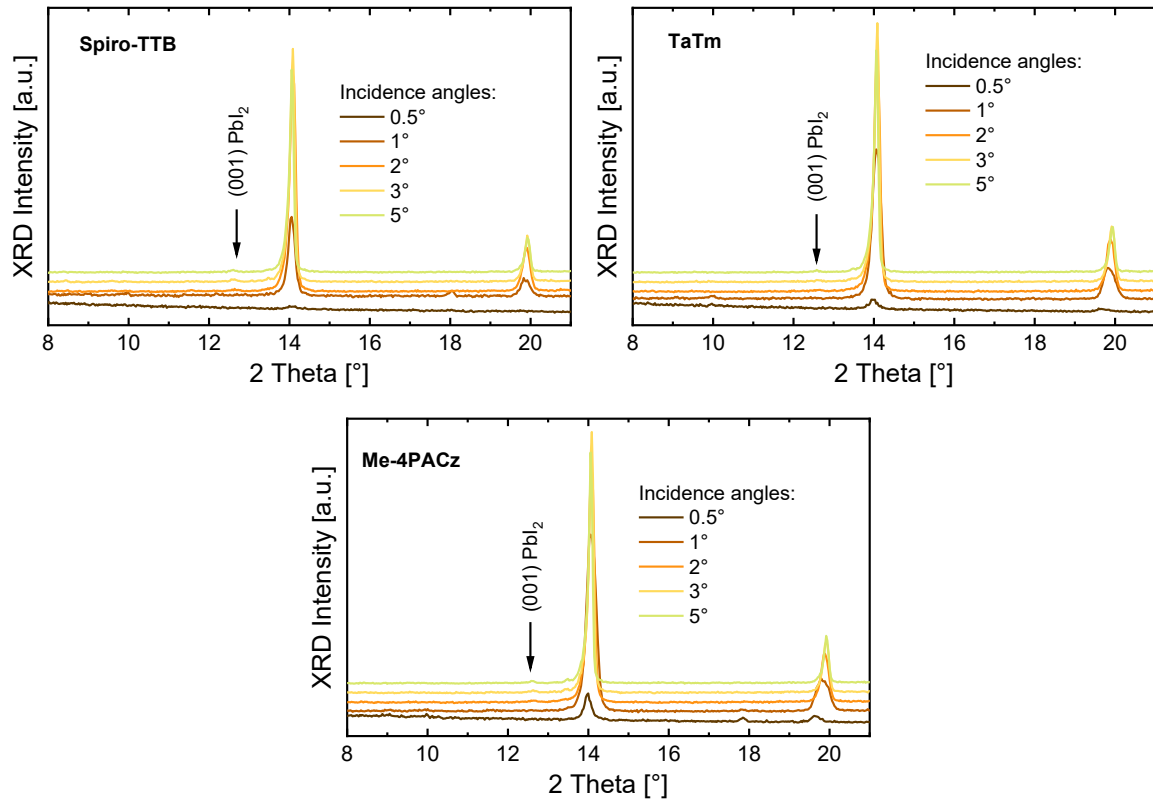 Spiro-TTB
XRD Intensity [a.u.]
(001) PbI₂
Incidence angles:
0.5°
1°
2°
3°
5°
8 10 12 14 16 18 20
2 Theta [°]
TaTm
XRD Intensity [a.u.]
(001) PbI₂
Incidence angles:
0.5°
1°
2°
3°
5°
8 10 12 14 16 18 20
2 Theta [°]
Me-4PACz
XRD Intensity [a.u.]
(001) PbI₂
Incidence angles:
0.5°
1°
2°
3°
5°
8 10 12 14 16 18 20
2 Theta [°]